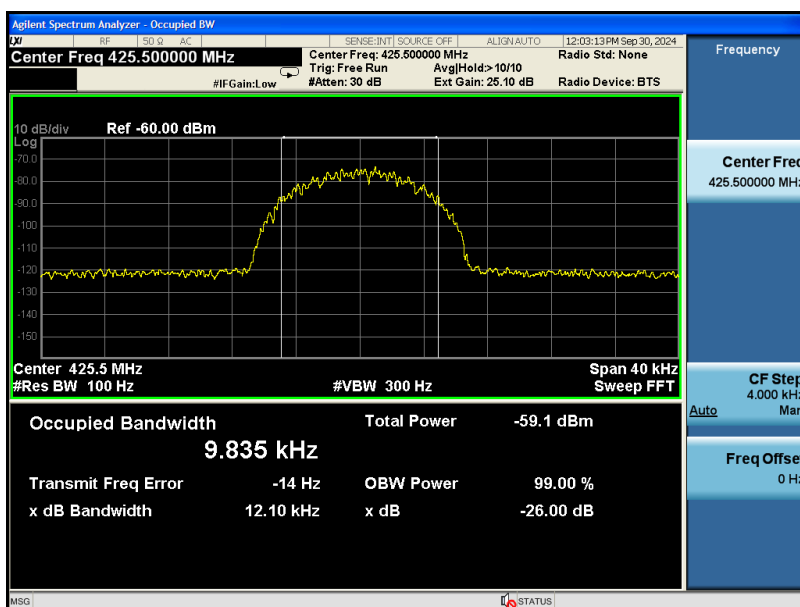 Agilent Spectrum Analyzer - Occupied BW
LXI RF 50 Ω AC SENSE:INT SOURCE OFF ALIGN AUTO 12:03:13 PM Sep 30, 2024
Center Freq 425.500000 MHz
Center Freq: 425.500000 MHz Radio Std: None
Trig: Free Run Avg|Hold:> 10/10
#IFGain:Low #Atten: 30 dB Ext Gain: 25.10 dB Radio Device: BTS
10 dB/div Ref -60.00 dBm
Log
-70.0
-80.0
-90.0
-100
-110
-120
-130
-140
-150
Center 425.5 MHz Span 40 kHz
#Res BW 100 Hz #VBW 300 Hz Sweep FFT
Occupied Bandwidth Total Power -59.1 dBm
9.835 kHz
Transmit Freq Error -14 Hz OBW Power 99.00 %
x dB Bandwidth 12.10 kHz x dB -26.00 dB
MSG STATUS
Frequency
Center Freq
425.500000 MHz
CF Step
4.000 kHz
Auto Man
Freq Offset
0 Hz